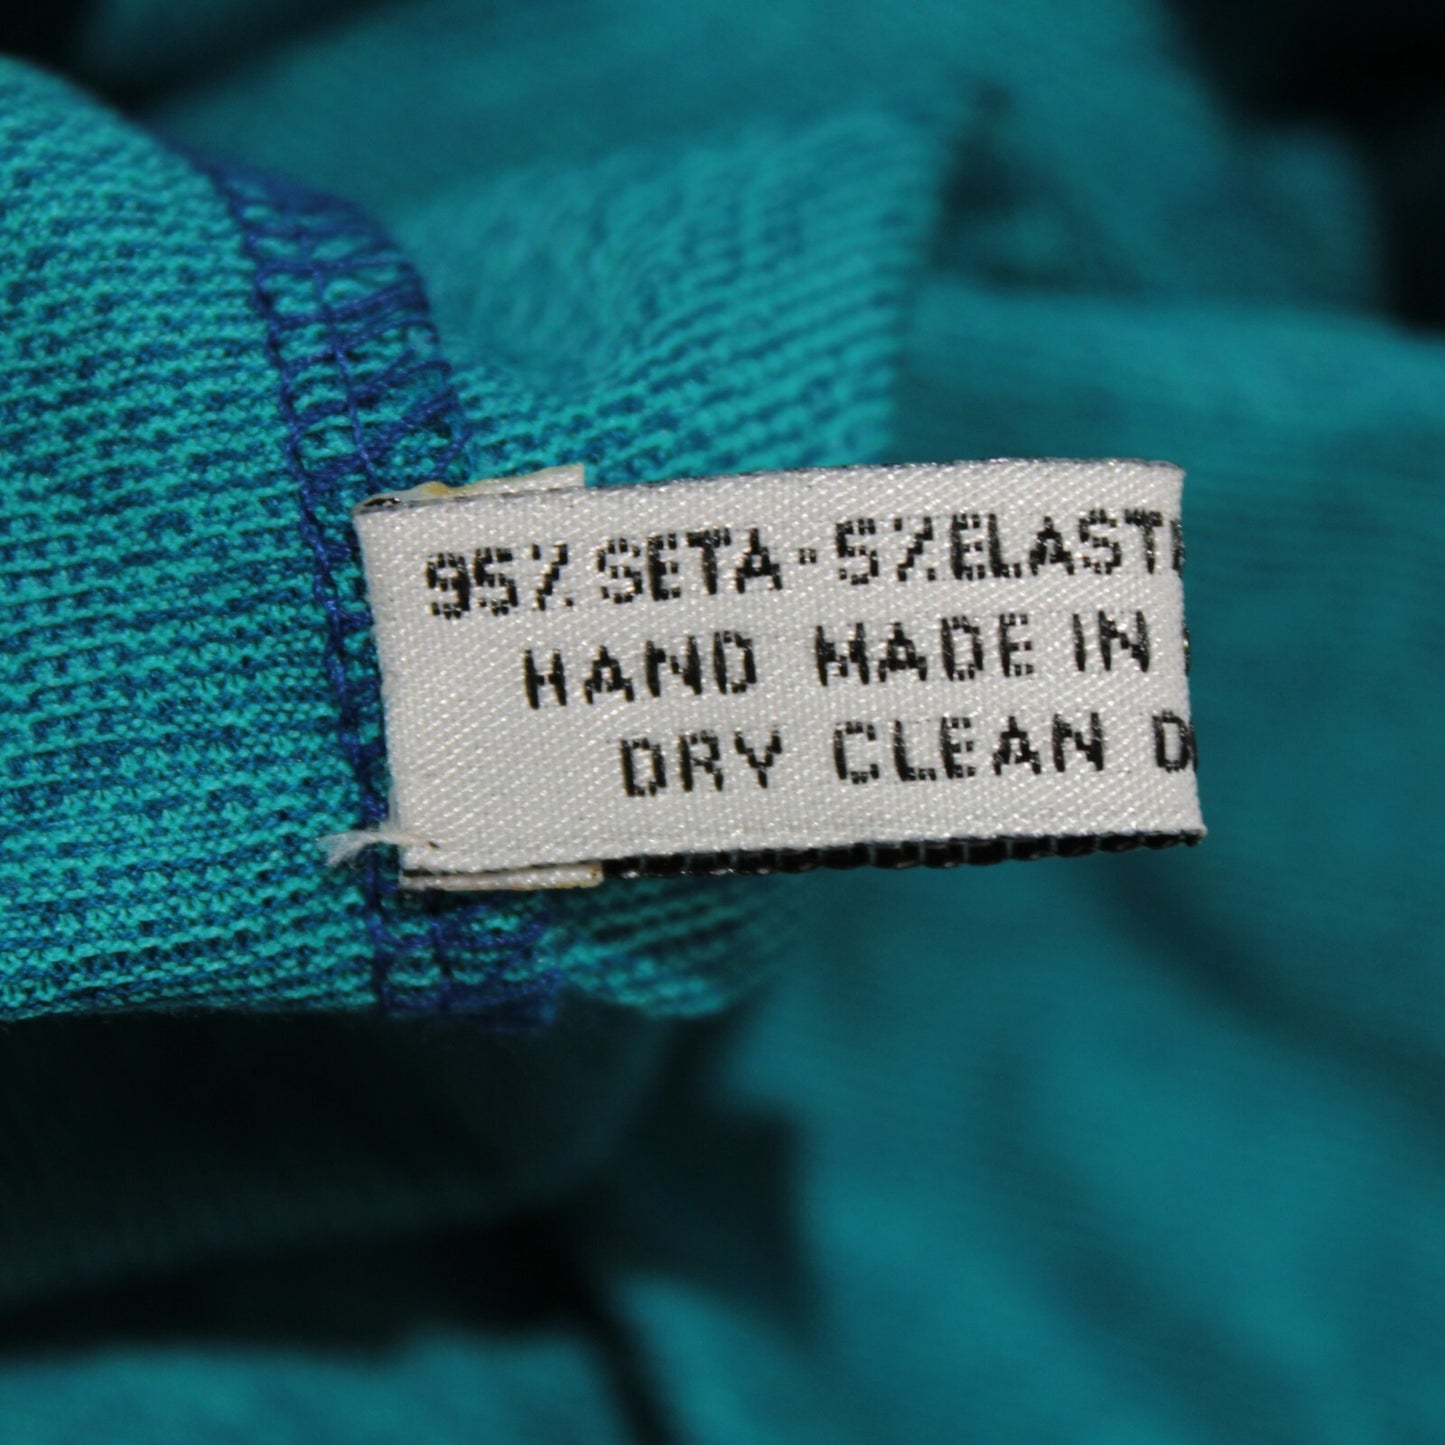 95% SETA - 5% ELAST
HAND MADE IN
DRY CLEAN